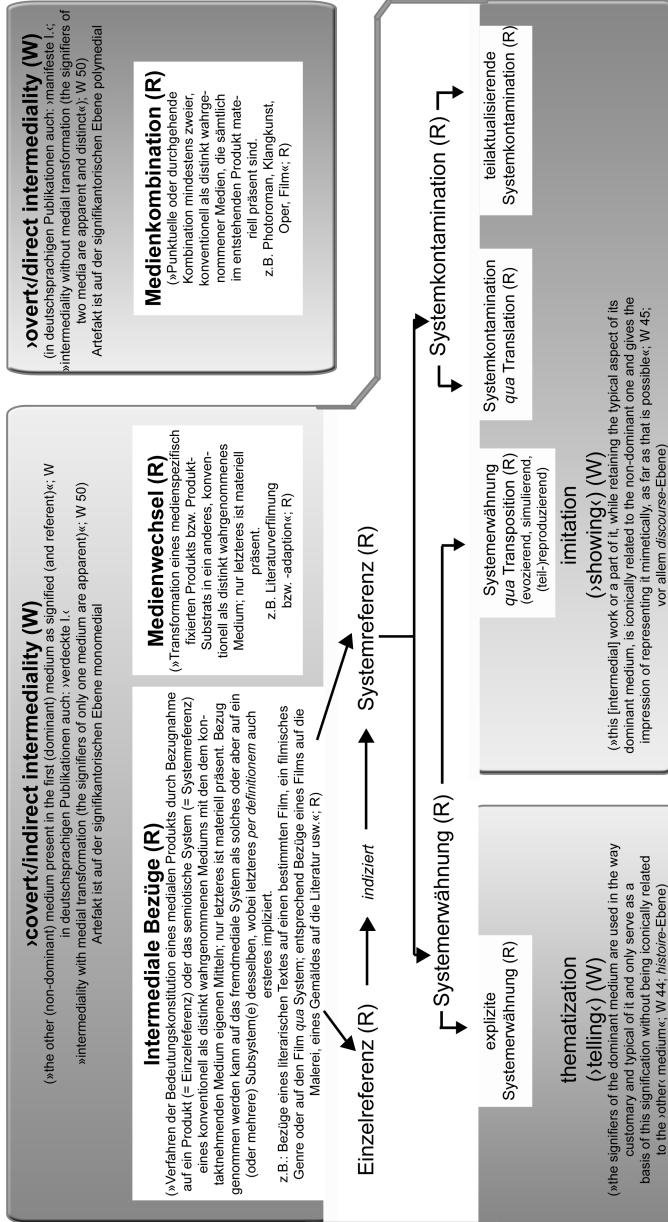 ›covert‹/indirect intermediality (W)
(»the other (non-dominant) medium present in the first (dominant) medium as signified (and referent)«; W
in deutschsprachigen Publikationen auch: ›verdeckte I.‹
»intermediality with medial transformation (the signifiers of only one medium are apparent)«; W 50)
Artefakt ist auf der signifikantorischen Ebene monomedial
Intermediale Bezüge (R)
(»Verfahren der Bedeutungskonstitution eines medialen Produkts durch Bezugnahme
auf ein Produkt (= Einzelreferenz) oder das semiotische System (= Systemreferenz)
eines konventionell als distinkt wahrgenommenen Mediums mit den dem kon-
taktnehmenden Medium eigenen Mitteln; nur letzteres ist materiell präsent. Bezug
genommen werden kann auf das fremdmediale System als solches oder aber auf ein
(oder mehrere) Subsystem(e) desselben, wobei letzteres per definitionem auch
ersteres impliziert.
z.B.: Bezüge eines literarischen Textes auf einen bestimmten Film, ein filmisches
Genre oder auf den Film qua System; entsprechend Bezüge eines Films auf die
Malerei, eines Gemäldes auf die Literatur usw.«; R)
Medienwechsel (R)
(»Transformation eines medienspezifisch
fixierten Produkts bzw. Produkt-
Substrats in ein anderes, konven-
tionell als distinkt wahrgenommenes
Medium; nur letzteres ist materiell
präsent.
z.B. Literaturverfilmung
bzw. -adaption«; R)
›overt‹/direct intermediality (W)
(in deutschsprachigen Publikationen auch: ›manifeste I.‹;
»intermediality without medial transformation (the signifiers of
two media are apparent and distinct«); W 50)
Artefakt ist auf der signifikantorischen Ebene polymedial
Medienkombination (R)
(»Punktuelle oder durchgehende
Kombination mindestens zweier,
konventionell als distinkt wahrge-
nommener Medien, die sämtlich
im entstehenden Produkt mate-
riell präsent sind.
z.B. Photoroman, Klangkunst,
Oper, Film«; R)
Einzelreferenz (R)
indiziert
Systemreferenz (R)
Systemerwähnung (R)
Systemkontamination (R)
explizite
Systemerwähnung (R)
Systemerwähnung
qua Transposition (R)
(evozierend, simulierend,
(teil-)reproduzierend)
Systemkontamination
qua Translation (R)
teilaktualisierende
Systemkontamination (R)
thematization
(›telling‹) (W)
(»the signifiers of the dominant medium are used in the way
customary and typical of it and only serve as a
basis of this signification without being iconically related
to the ›other‹ medium«; W 44; histoire-Ebene)
imitation
(›showing‹) (W)
(»this [intermedial] work or a part of it, while retaining the typical aspect of its
dominant medium, is iconically related to the non-dominant one and gives the
impression of representing it mimetically, as far as that is possible«; W 45;
vor allem discourse-Ebene)